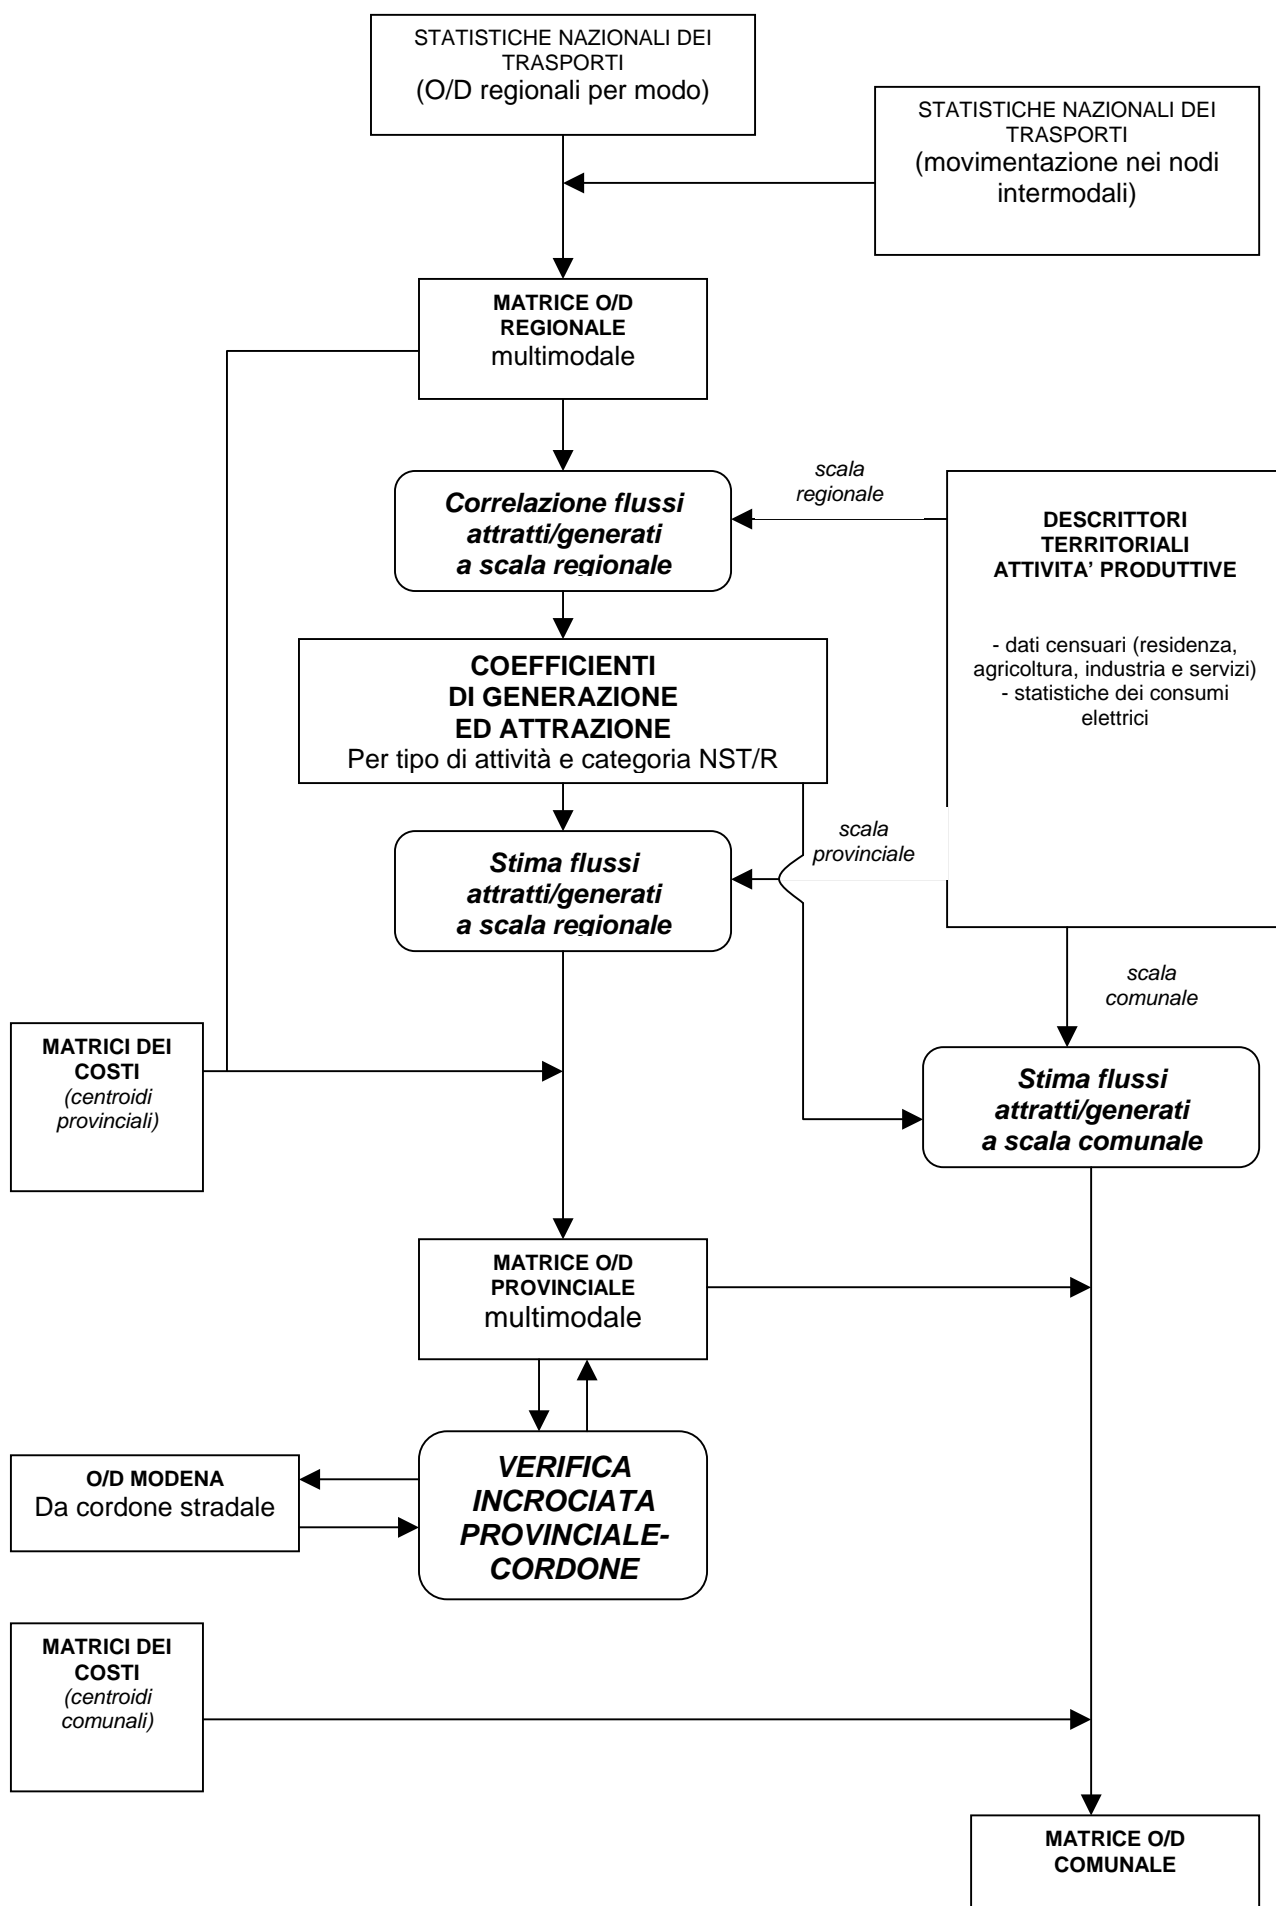 STATISTICHE NAZIONALI DEI
TRASPORTI
(O/D regionali per modo)
STATISTICHE NAZIONALI DEI
TRASPORTI
(movimentazione nei nodi
intermodali)
MATRICE O/D
REGIONALE
multimodale
scala
regionale
Correlazione flussi
attratti/generati
a scala regionale
DESCRITTORI
TERRITORIALI
ATTIVITA' PRODUTTIVE
- dati censuari (residenza,
agricoltura, industria e servizi)
- statistiche dei consumi
elettrici
COEFFICIENTI
DI GENERAZIONE
ED ATTRAZIONE
Per tipo di attività e categoria NST/R
scala
provinciale
Stima flussi
attratti/generati
a scala regionale
scala
comunale
MATRICI DEI
COSTI
(centroidi
provinciali)
Stima flussi
attratti/generati
a scala comunale
MATRICE O/D
PROVINCIALE
multimodale
VERIFICA
INCROCIATA
PROVINCIALE-
CORDONE
O/D MODENA
Da cordone stradale
MATRICI DEI
COSTI
(centroidi
comunali)
MATRICE O/D
COMUNALE